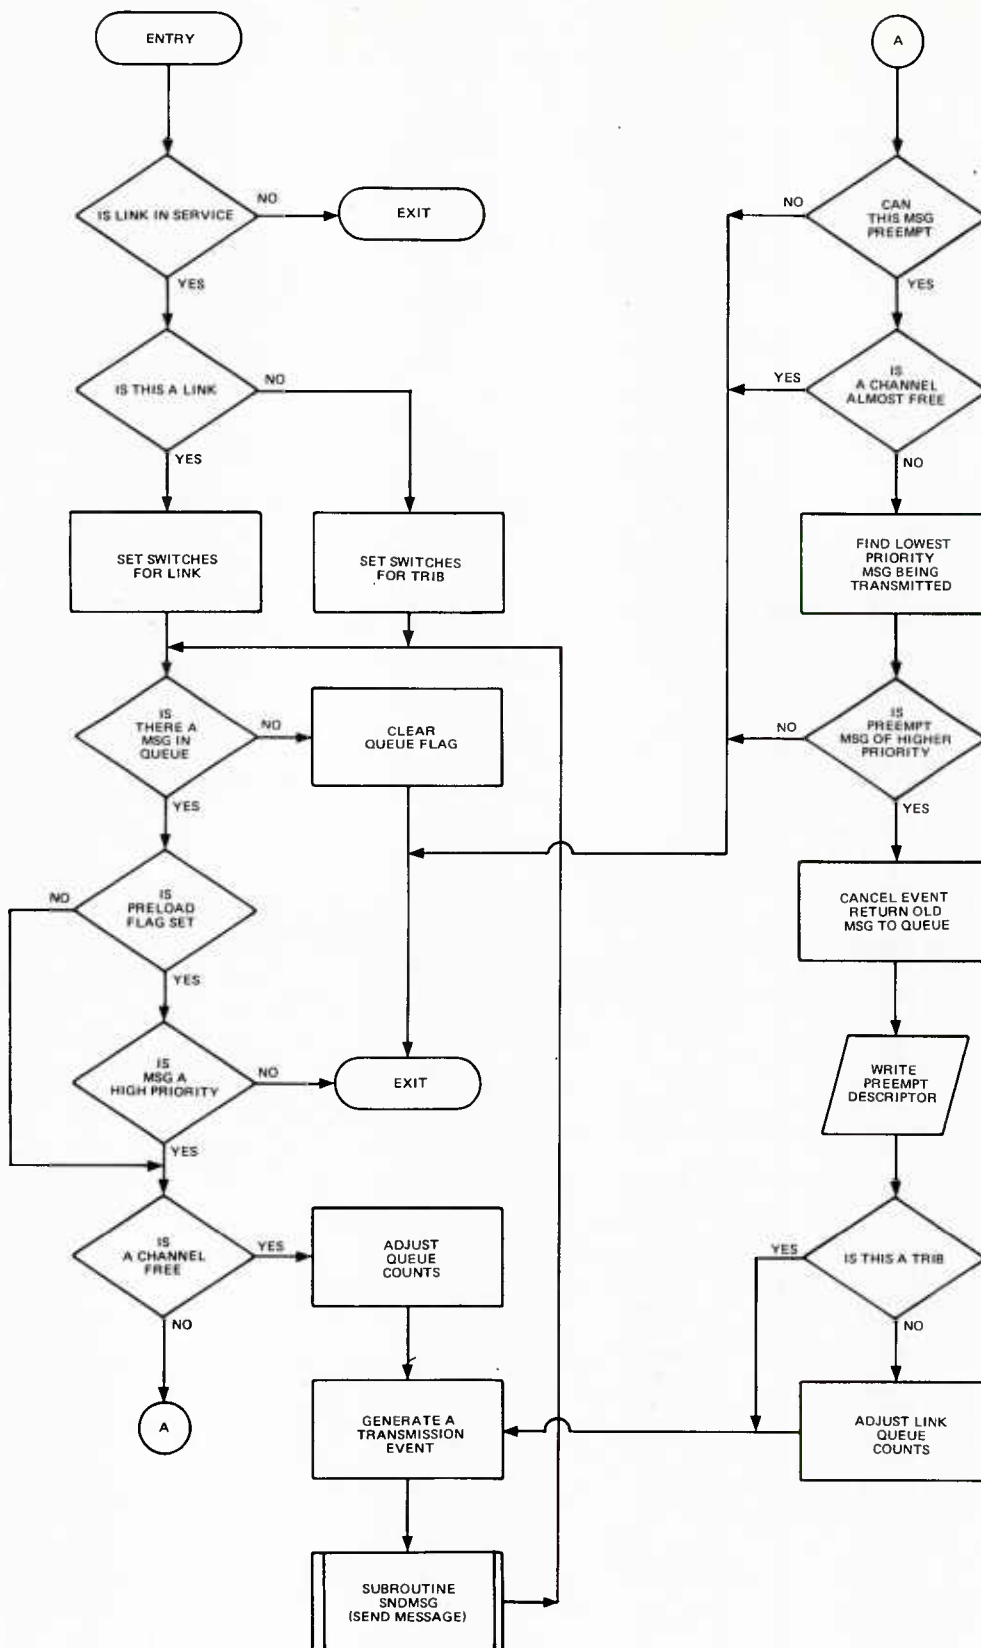 ENTRY
IS LINK IN SERVICE
NO
EXIT
YES
IS THIS A LINK
NO
YES
SET SWITCHES
FOR LINK
SET SWITCHES
FOR TRIB
IS
THERE A
MSG IN
QUEUE
NO
CLEAR
QUEUE FLAG
YES
IS
PRELOAD
FLAG SET
NO
YES
IS
MSG A
HIGH PRIORITY
NO
EXIT
YES
IS
A CHANNEL
FREE
YES
ADJUST
QUEUE
COUNTS
NO
A
GENERATE A
TRANSMISSION
EVENT
SUBROUTINE
SNDMSG
(SEND MESSAGE)
A
CAN
THIS MSG
PREEMPT
NO
YES
IS
A CHANNEL
ALMOST FREE
YES
NO
FIND LOWEST
PRIORITY
MSG BEING
TRANSMITTED
IS
PREEMPT
MSG OF HIGHER
PRIORITY
NO
YES
CANCEL EVENT
RETURN OLD
MSG TO QUEUE
WRITE
PREEMPT
DESCRIPTOR
IS THIS A TRIB
YES
NO
ADJUST LINK
QUEUE
COUNTS